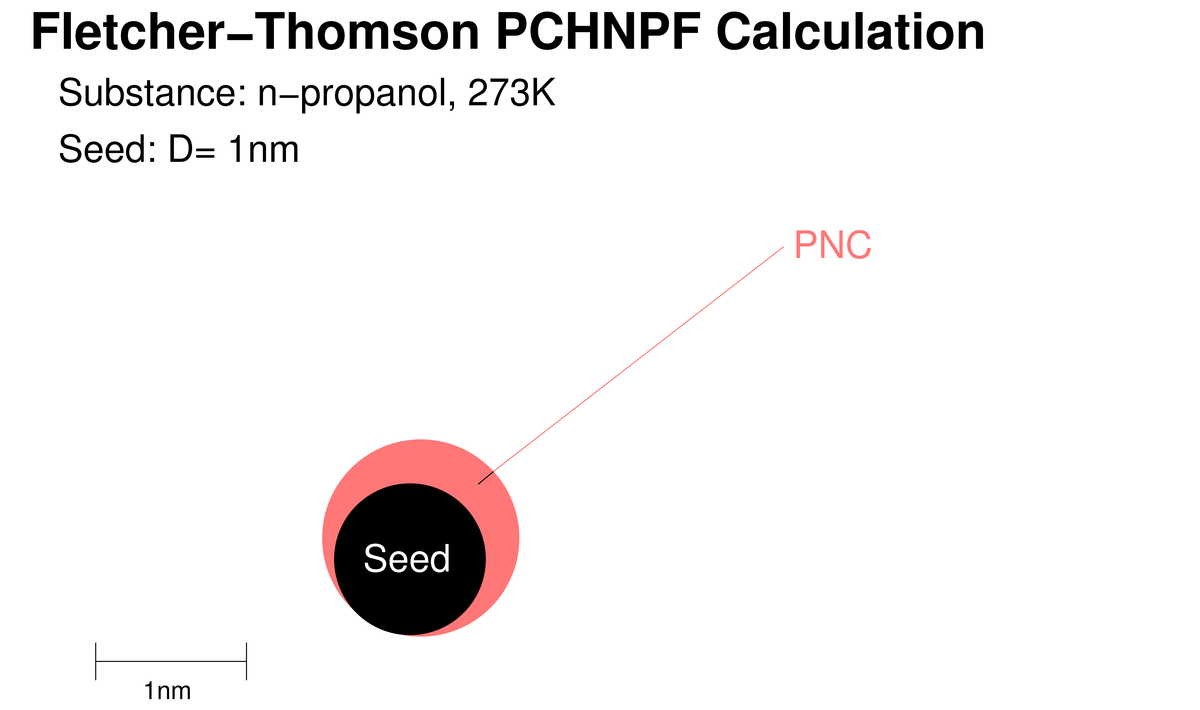 Fletcher–Thomson PCHNPF Calculation
Substance: n–propanol, 273K
Seed: D= 1nm
PNC
Seed
1nm